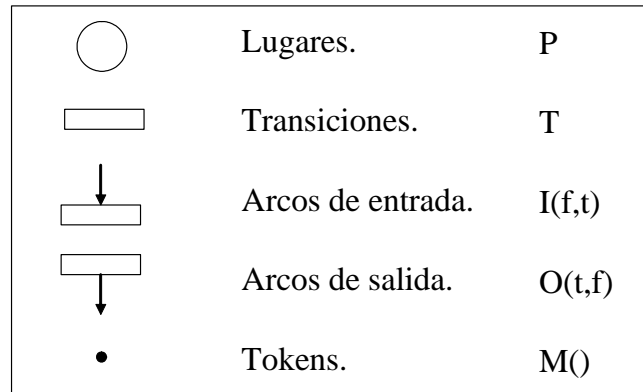 Lugares. P
Transiciones. T
Arcos de entrada. I(f,t)
Arcos de salida. O(t,f)
Tokens. M()